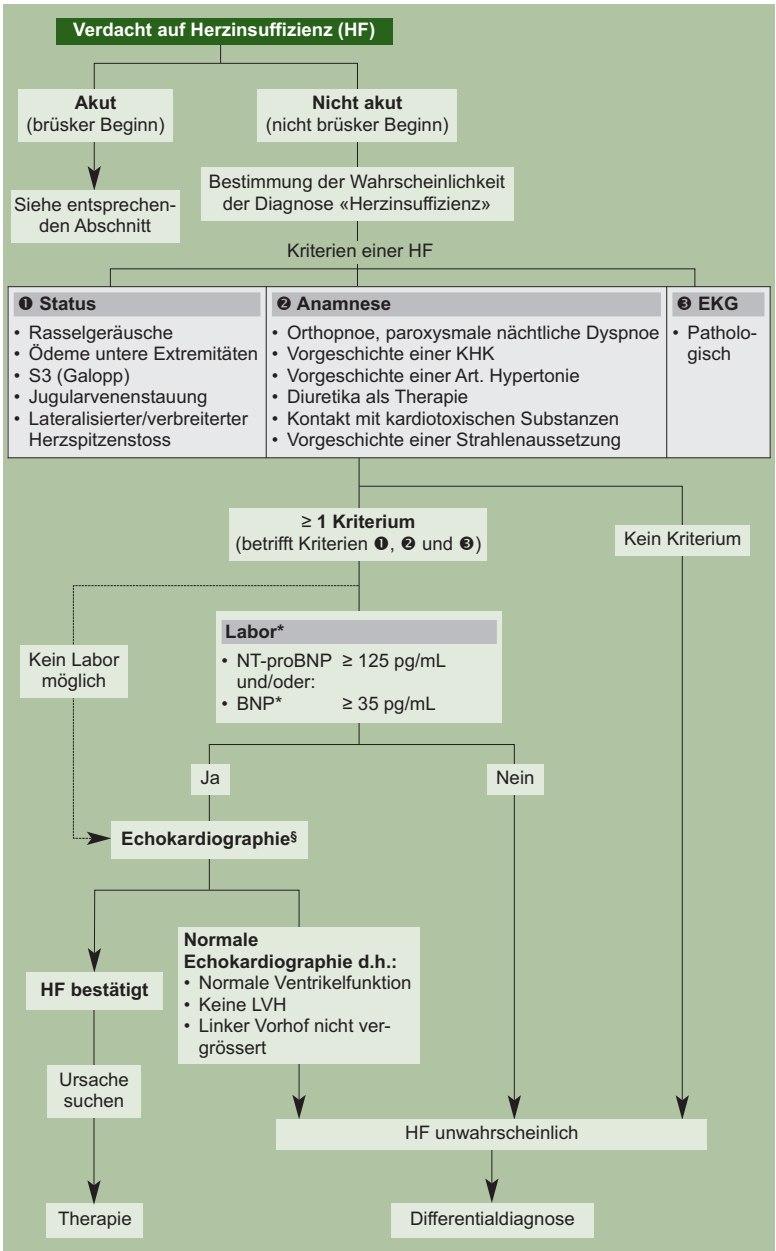 Verdacht auf Herzinsuffizienz (HF)
Akut
(brüsker Beginn)
Nicht akut
(nicht brüsker Beginn)
Siehe entsprechen-
den Abschnitt
Bestimmung der Wahrscheinlichkeit
der Diagnose «Herzinsuffizienz»
Kriterien einer HF
❶ Status
• Rasselgeräusche
• Ödeme untere Extremitäten
• S3 (Galopp)
• Jugularvenenstauung
• Lateralisierter/verbreiterter
Herzspitzenstoss
❷ Anamnese
• Orthopnoe, paroxysmale nächtliche Dyspnoe
• Vorgeschichte einer KHK
• Vorgeschichte einer Art. Hypertonie
• Diuretika als Therapie
• Kontakt mit kardiotoxischen Substanzen
• Vorgeschichte einer Strahlenaussetzung
❸ EKG
• Patholo-
gisch
≥ 1 Kriterium
(betrifft Kriterien ❶, ❷ und ❸)
Kein Kriterium
Kein Labor
möglich
Labor*
• NT-proBNP ≥ 125 pg/mL
und/oder:
• BNP* ≥ 35 pg/mL
Ja
Nein
Echokardiographie§
HF bestätigt
Normale
Echokardiographie d.h.:
• Normale Ventrikelfunktion
• Keine LVH
• Linker Vorhof nicht ver-
grössert
Ursache
suchen
HF unwahrscheinlich
Therapie
Differentialdiagnose